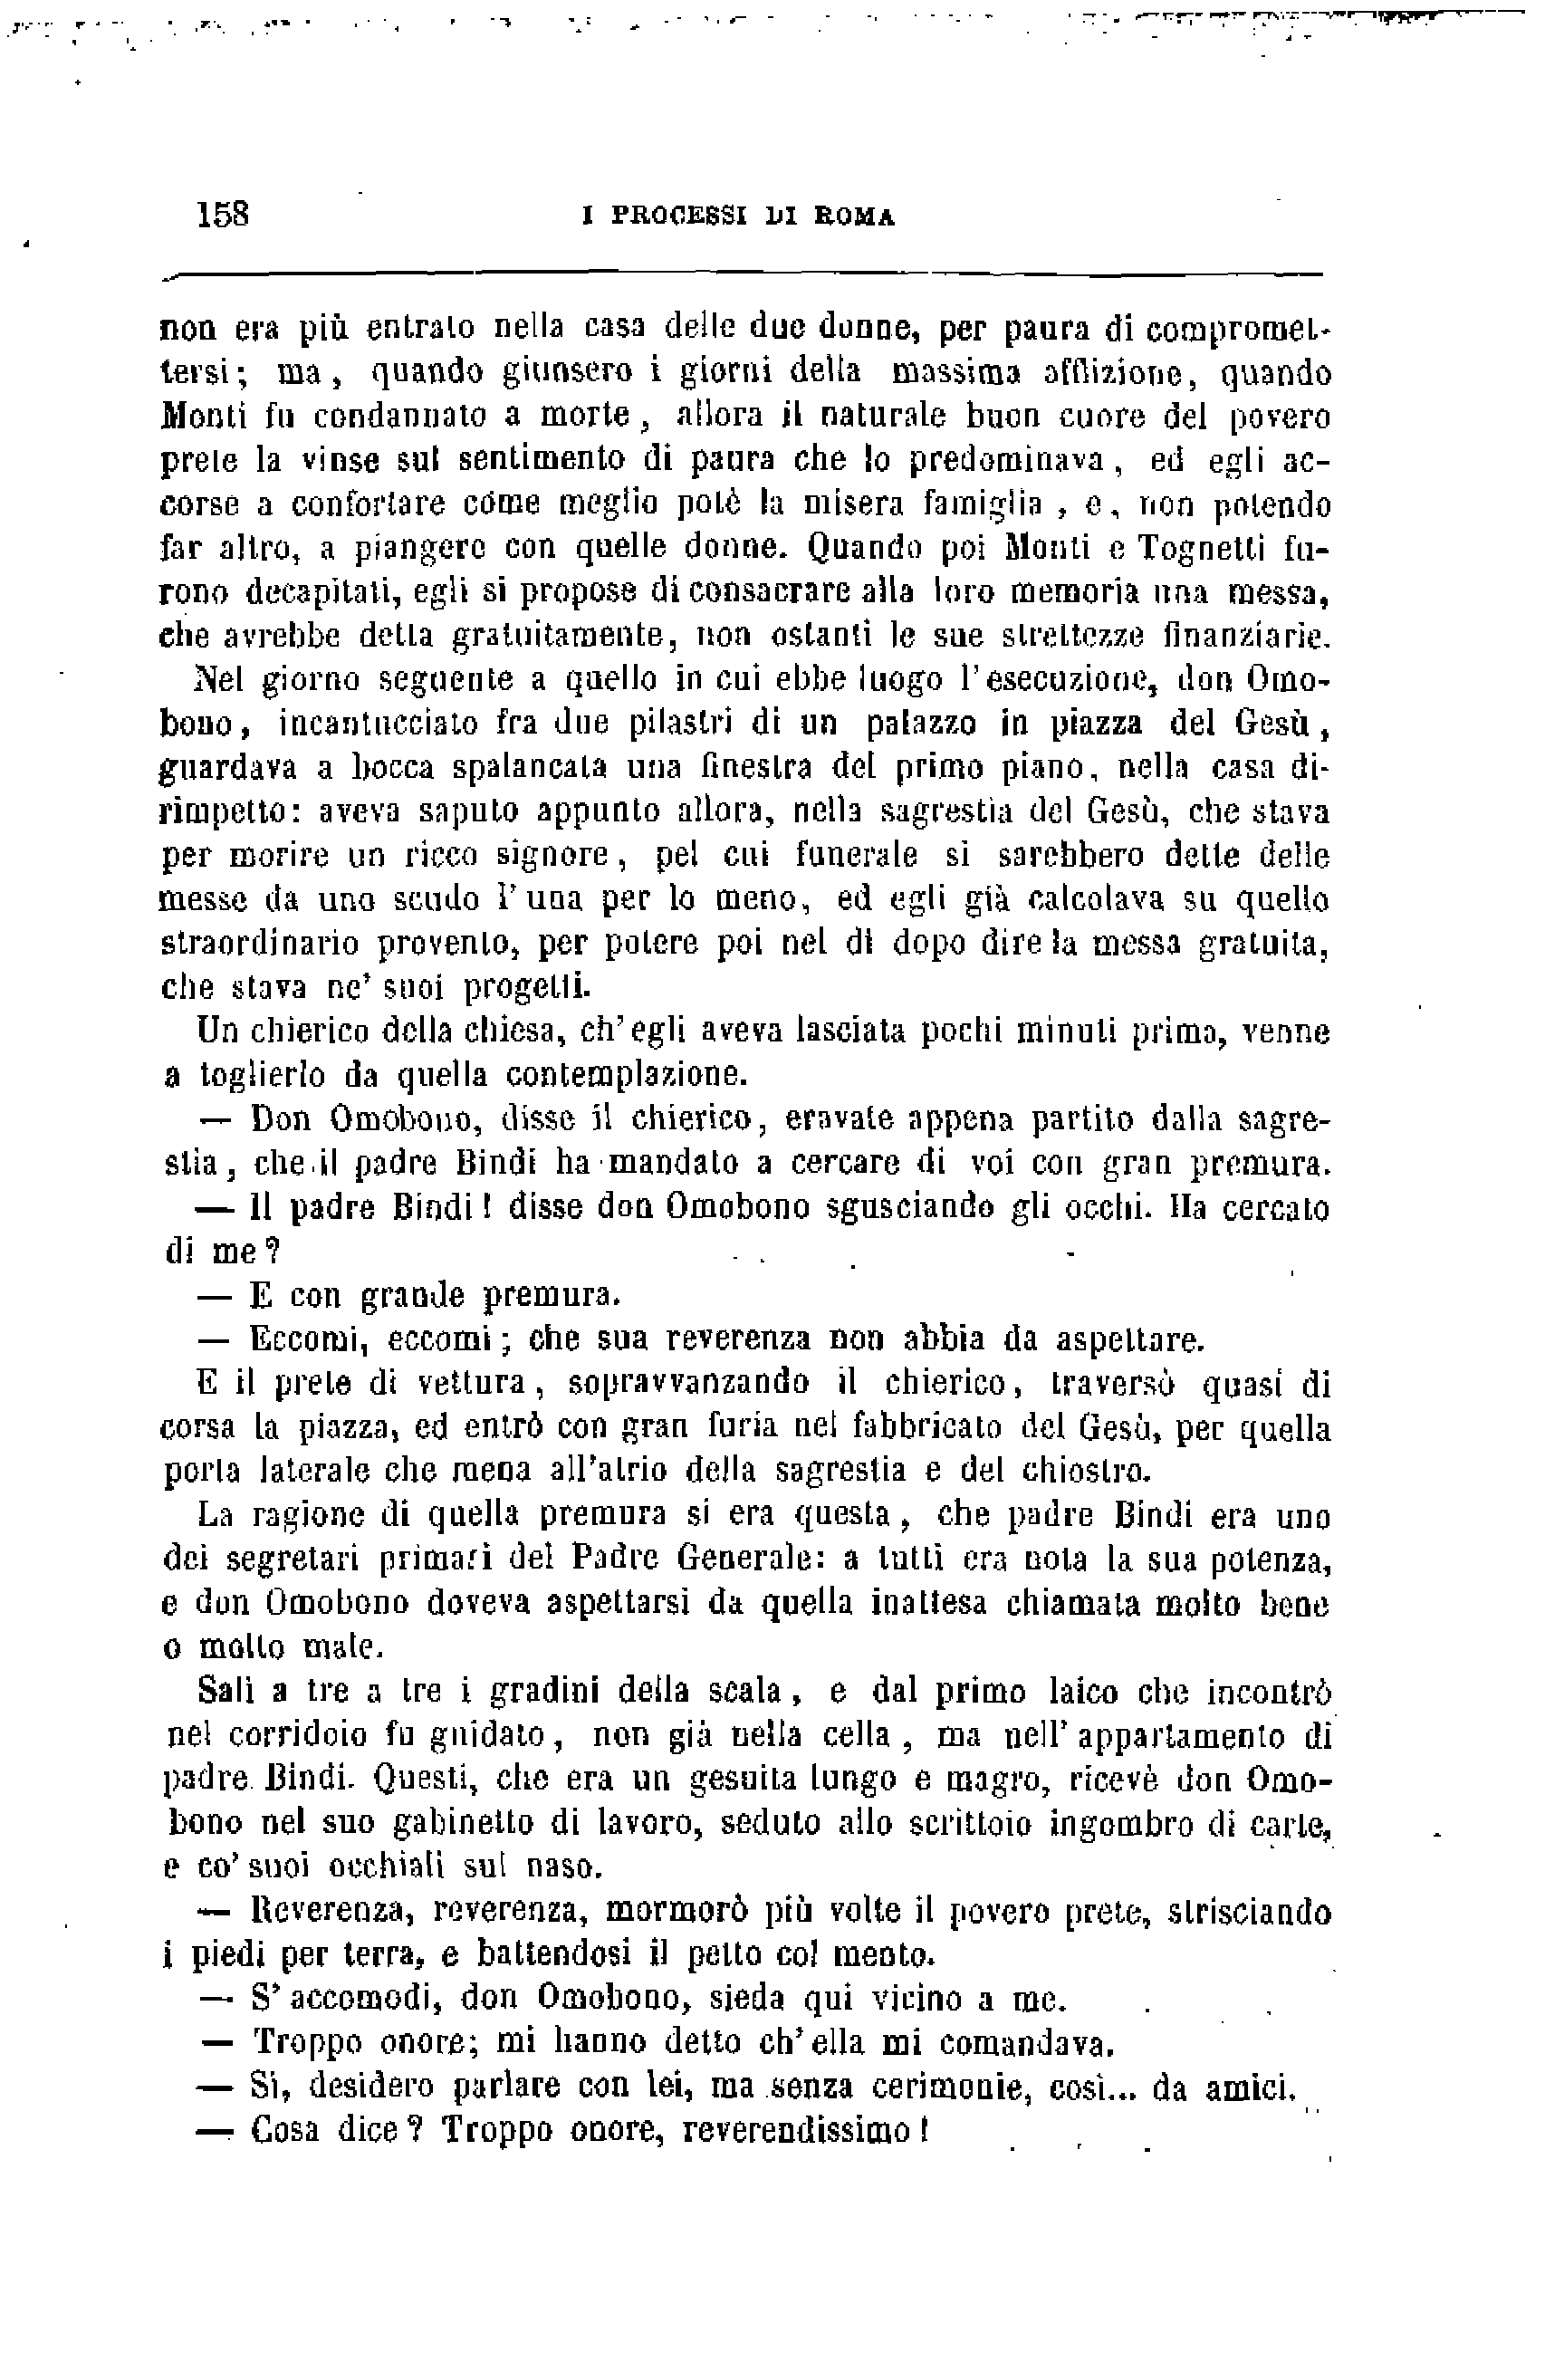 158 I PROCESSI DI ROMA
non era più entrato nella casa delle due donne, per paura di compromet-
tersi; ma, quando giunsero i giorni della massima afflizione, quando
Monti fu condannato a morte, allora il naturale buon cuore del povero
prete la vinse sul sentimento di paura che lo predominava, ed egli ac-
corse a confortare come meglio potè la misera famiglia, e, non potendo
far altro, a piangere con quelle donne. Quando poi Monti e Tognetti fu-
rono decapitati, egli si propose di consacrare alla loro memoria una messa,
che avrebbe detta gratuitamente, non ostanti le sue strettezze finanziarie.
Nel giorno seguente a quello in cui ebbe luogo l'esecuzione, don Omo-
bono, incantucciato fra due pilastri di un palazzo in piazza del Gesù,
guardava a bocca spalancata una finestra del primo piano, nella casa di-
rimpetto: aveva saputo appunto allora, nella sagrestia del Gesù, che stava
per morire un ricco signore, pel cui funerale si sarebbero dette delle
messe da uno scudo l'una per lo meno, ed egli già calcolava su quello
straordinario provento, per potere poi nel dì dopo dire la messa gratuita,
che stava ne' suoi progetti.
Un chierico della chiesa, ch'egli aveva lasciata pochi minuti prima, venne
a toglierlo da quella contemplazione.
— Don Omobono, disse il chierico, eravate appena partito dalla sagre-
stia, che il padre Bindi ha mandato a cercare di voi con gran premura.
— Il padre Bindi! disse don Omobono sgusciando gli occhi. Ha cercato
di me?
— E con grande premura.
— Eccomi, eccomi; che sua reverenza non abbia da aspettare.
E il prete di vettura, sopravvanzando il chierico, traversò quasi di
corsa la piazza, ed entrò con gran furia nel fabbricato del Gesù, per quella
porta laterale che mena all'atrio della sagrestia e del chiostro.
La ragione di quella premura si era questa, che padre Bindi era uno
dei segretari primari del Padre Generale: a tutti era nota la sua potenza,
e don Omobono doveva aspettarsi da quella inattesa chiamata molto bene
o molto male.
Salì a tre a tre i gradini della scala, e dal primo laico che incontrò
nel corridoio fu guidato, non già nella cella, ma nell'appartamento di
padre Bindi. Questi, che era un gesuita lungo e magro, ricevè don Omo-
bono nel suo gabinetto di lavoro, seduto allo scrittoio ingombro di carte,
e co' suoi occhiali sul naso.
— Reverenza, reverenza, mormorò più volte il povero prete, strisciando
i piedi per terra, e battendosi il petto col mento.
— S'accomodi, don Omobono, sieda qui vicino a me.
— Troppo onore; mi hanno detto ch'ella mi comandava.
— Sì, desidero parlare con lei, ma senza cerimonie, così... da amici.
— Cosa dice? Troppo onore, reverendissimo!